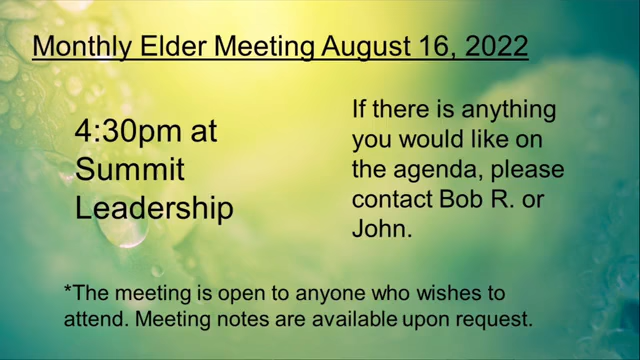 Monthly Elder Meeting August 16, 2022
4:30pm at
Summit
Leadership
If there is anything
you would like on
the agenda, please
contact Bob R. or
John.
*The meeting is open to anyone who wishes to
attend. Meeting notes are available upon request.